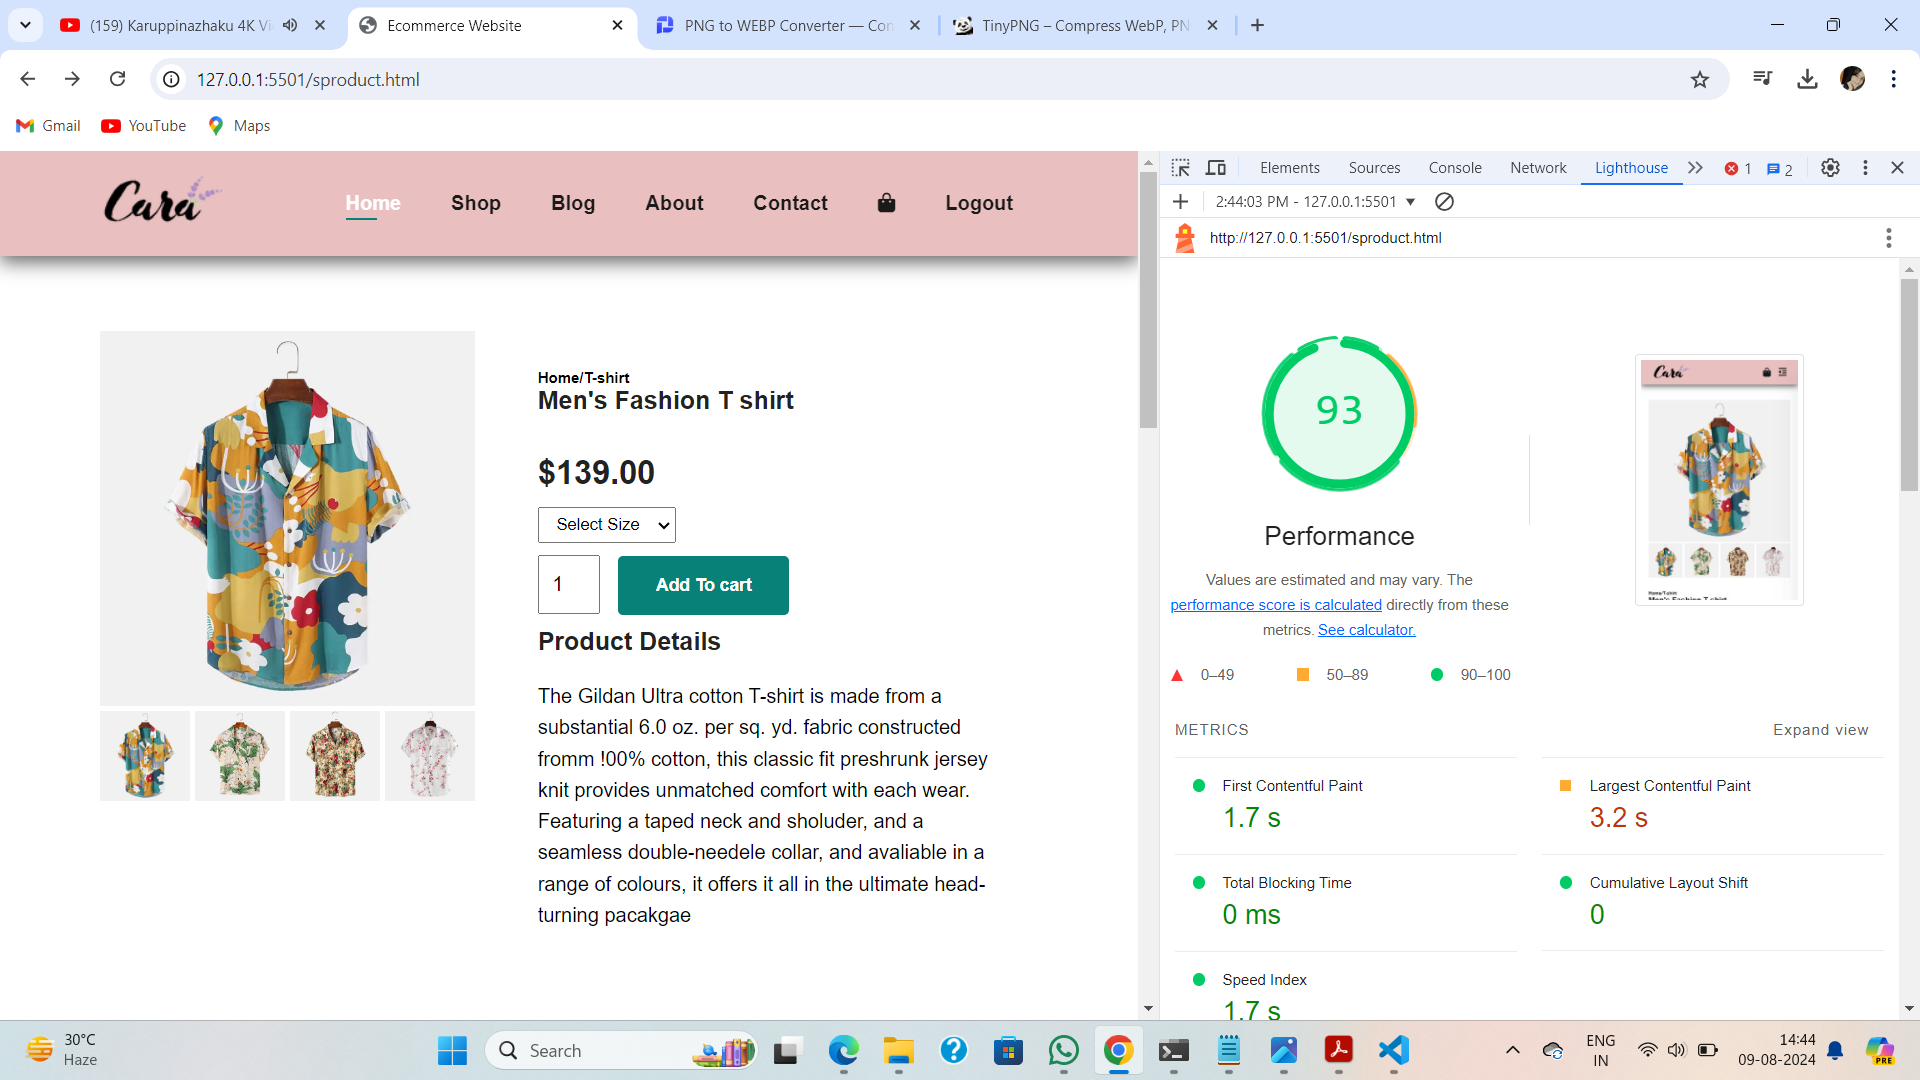 (159) Karuppinazhaku 4K Vi
Ecommerce Website
PNG to WEBP Converter — Con
TinyPNG – Compress WebP, PN
127.0.0.1:5501/sproduct.html
Gmail
YouTube
Maps
Cara
Home
Shop
Blog
About
Contact
Logout
Home/T-shirt
Men's Fashion T shirt
$139.00
Select Size
1
Add To cart
Product Details
The Gildan Ultra cotton T-shirt is made from a
substantial 6.0 oz. per sq. yd. fabric constructed
fromm !00% cotton, this classic fit preshrunk jersey
knit provides unmatched comfort with each wear.
Featuring a taped neck and sholuder, and a
seamless double-needele collar, and avaliable in a
range of colours, it offers it all in the ultimate head-
turning pacakgae
Elements
Sources
Console
Network
Lighthouse
1
2
2:44:03 PM - 127.0.0.1:5501
http://127.0.0.1:5501/sproduct.html
93
Performance
Values are estimated and may vary. The
performance score is calculated directly from these
metrics. See calculator.
0–49
50–89
90–100
Cara
Home/T-shirt
Men's Fashion T shirt
METRICS
Expand view
First Contentful Paint
1.7 s
Largest Contentful Paint
3.2 s
Total Blocking Time
0 ms
Cumulative Layout Shift
0
Speed Index
1.7 s
30°C
Haze
Search
ENG
IN
14:44
09-08-2024
PRE